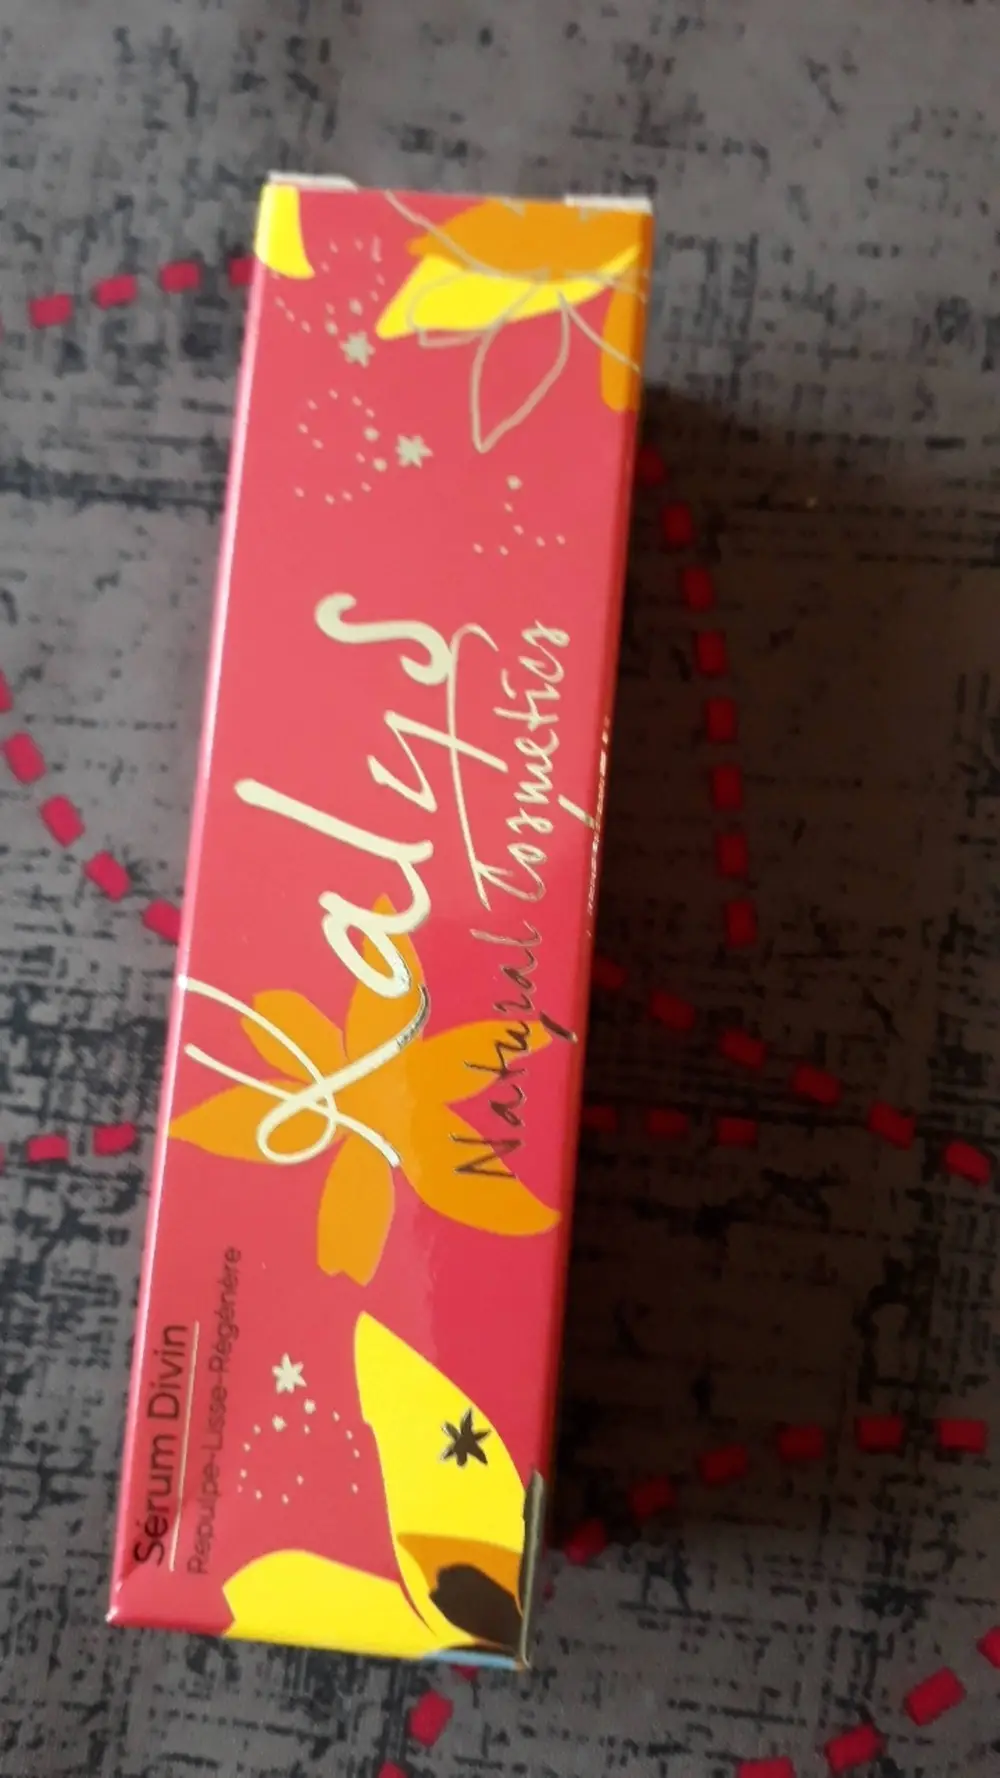 Kalys
Natural Cosmetics
Sérum Divin
Repulpe-Lisse-Régénère